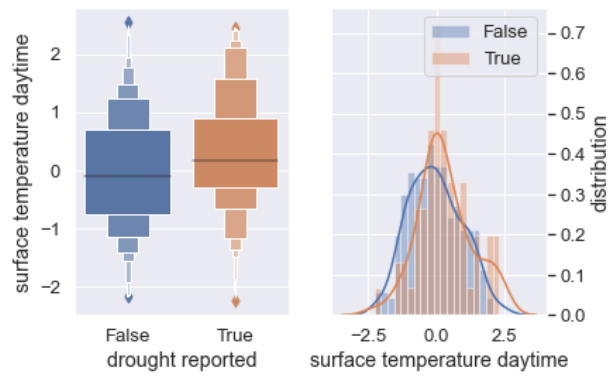 surface temperature daytime
2
1
0
−1
−2
False
True
drought reported
False
True
0.7
0.6
0.5
0.4
0.3
0.2
0.1
0.0
distribution
−2.5
0.0
2.5
surface temperature daytime